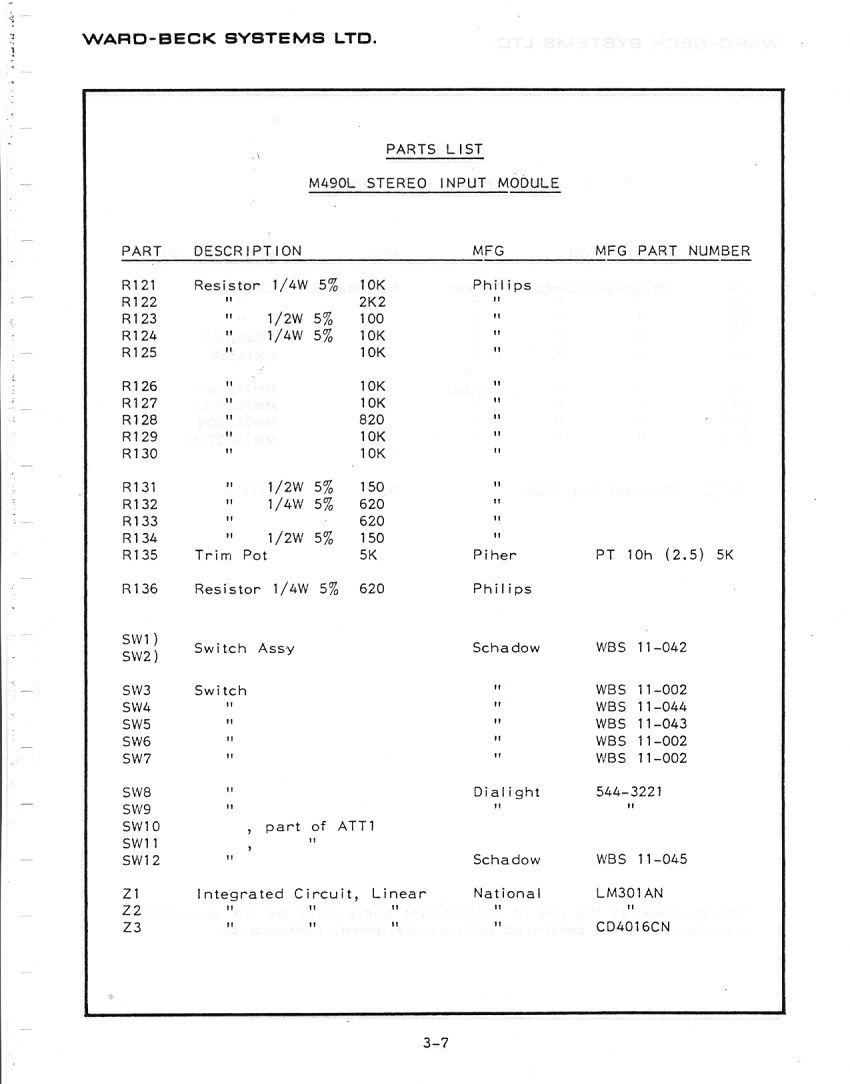 WARD-BECK SYSTEMS LTD.
PARTS LIST
M490L STEREO INPUT MODULE
PART DESCRIPTION MFG MFG PART NUMBER
R121 Resistor 1/4W 5% 10K Philips
R122 " 2K2 "
R123 " 1/2W 5% 100 "
R124 " 1/4W 5% 10K "
R125 " 10K "
R126 " 10K "
R127 " 10K "
R128 " 820 "
R129 " 10K "
R130 " 10K "
R131 " 1/2W 5% 150 "
R132 " 1/4W 5% 620 "
R133 " 620 "
R134 " 1/2W 5% 150 "
R135 Trim Pot 5K Piher PT 10h (2.5) 5K
R136 Resistor 1/4W 5% 620 Philips
SW1)
SW2) Switch Assy Schadow WBS 11-042
SW3 Switch " WBS 11-002
SW4 " " WBS 11-044
SW5 " " WBS 11-043
SW6 " " WBS 11-002
SW7 " " WBS 11-002
SW8 " Dialight 544-3221
SW9 " " "
SW10 , part of ATT1
SW11 , "
SW12 " Schadow WBS 11-045
Z1 Integrated Circuit, Linear National LM301AN
Z2 " " " " "
Z3 " " " " CD4016CN
3-7